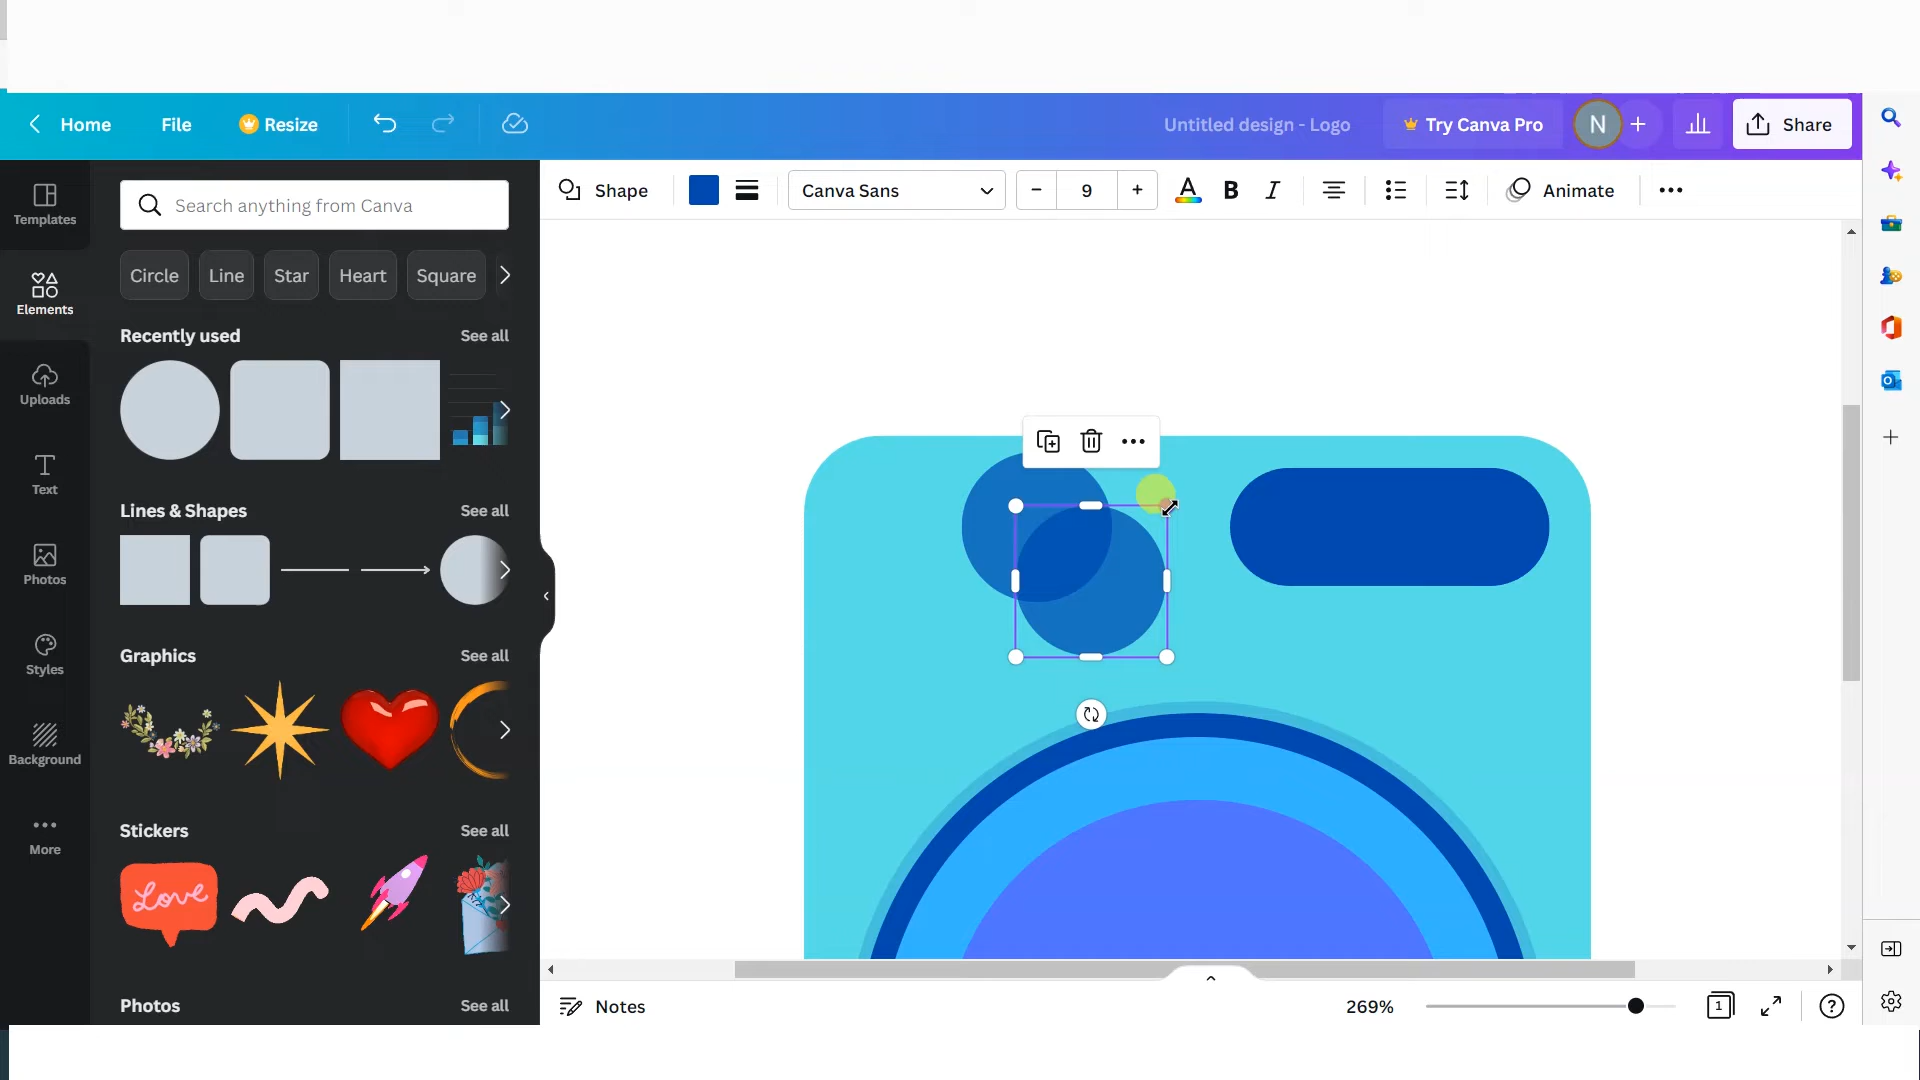 Home File Resize Untitled design - Logo Try Canva Pro N Share
Templates
Elements
Uploads
Text
Photos
Styles
Background
More
Search anything from Canva
Circle Line Star Heart Square
Recently used See all
Lines & Shapes See all
Graphics See all
Stickers See all
Love
Photos See all
Shape Canva Sans - 9 + A B I Animate
Notes 269% 1 ?